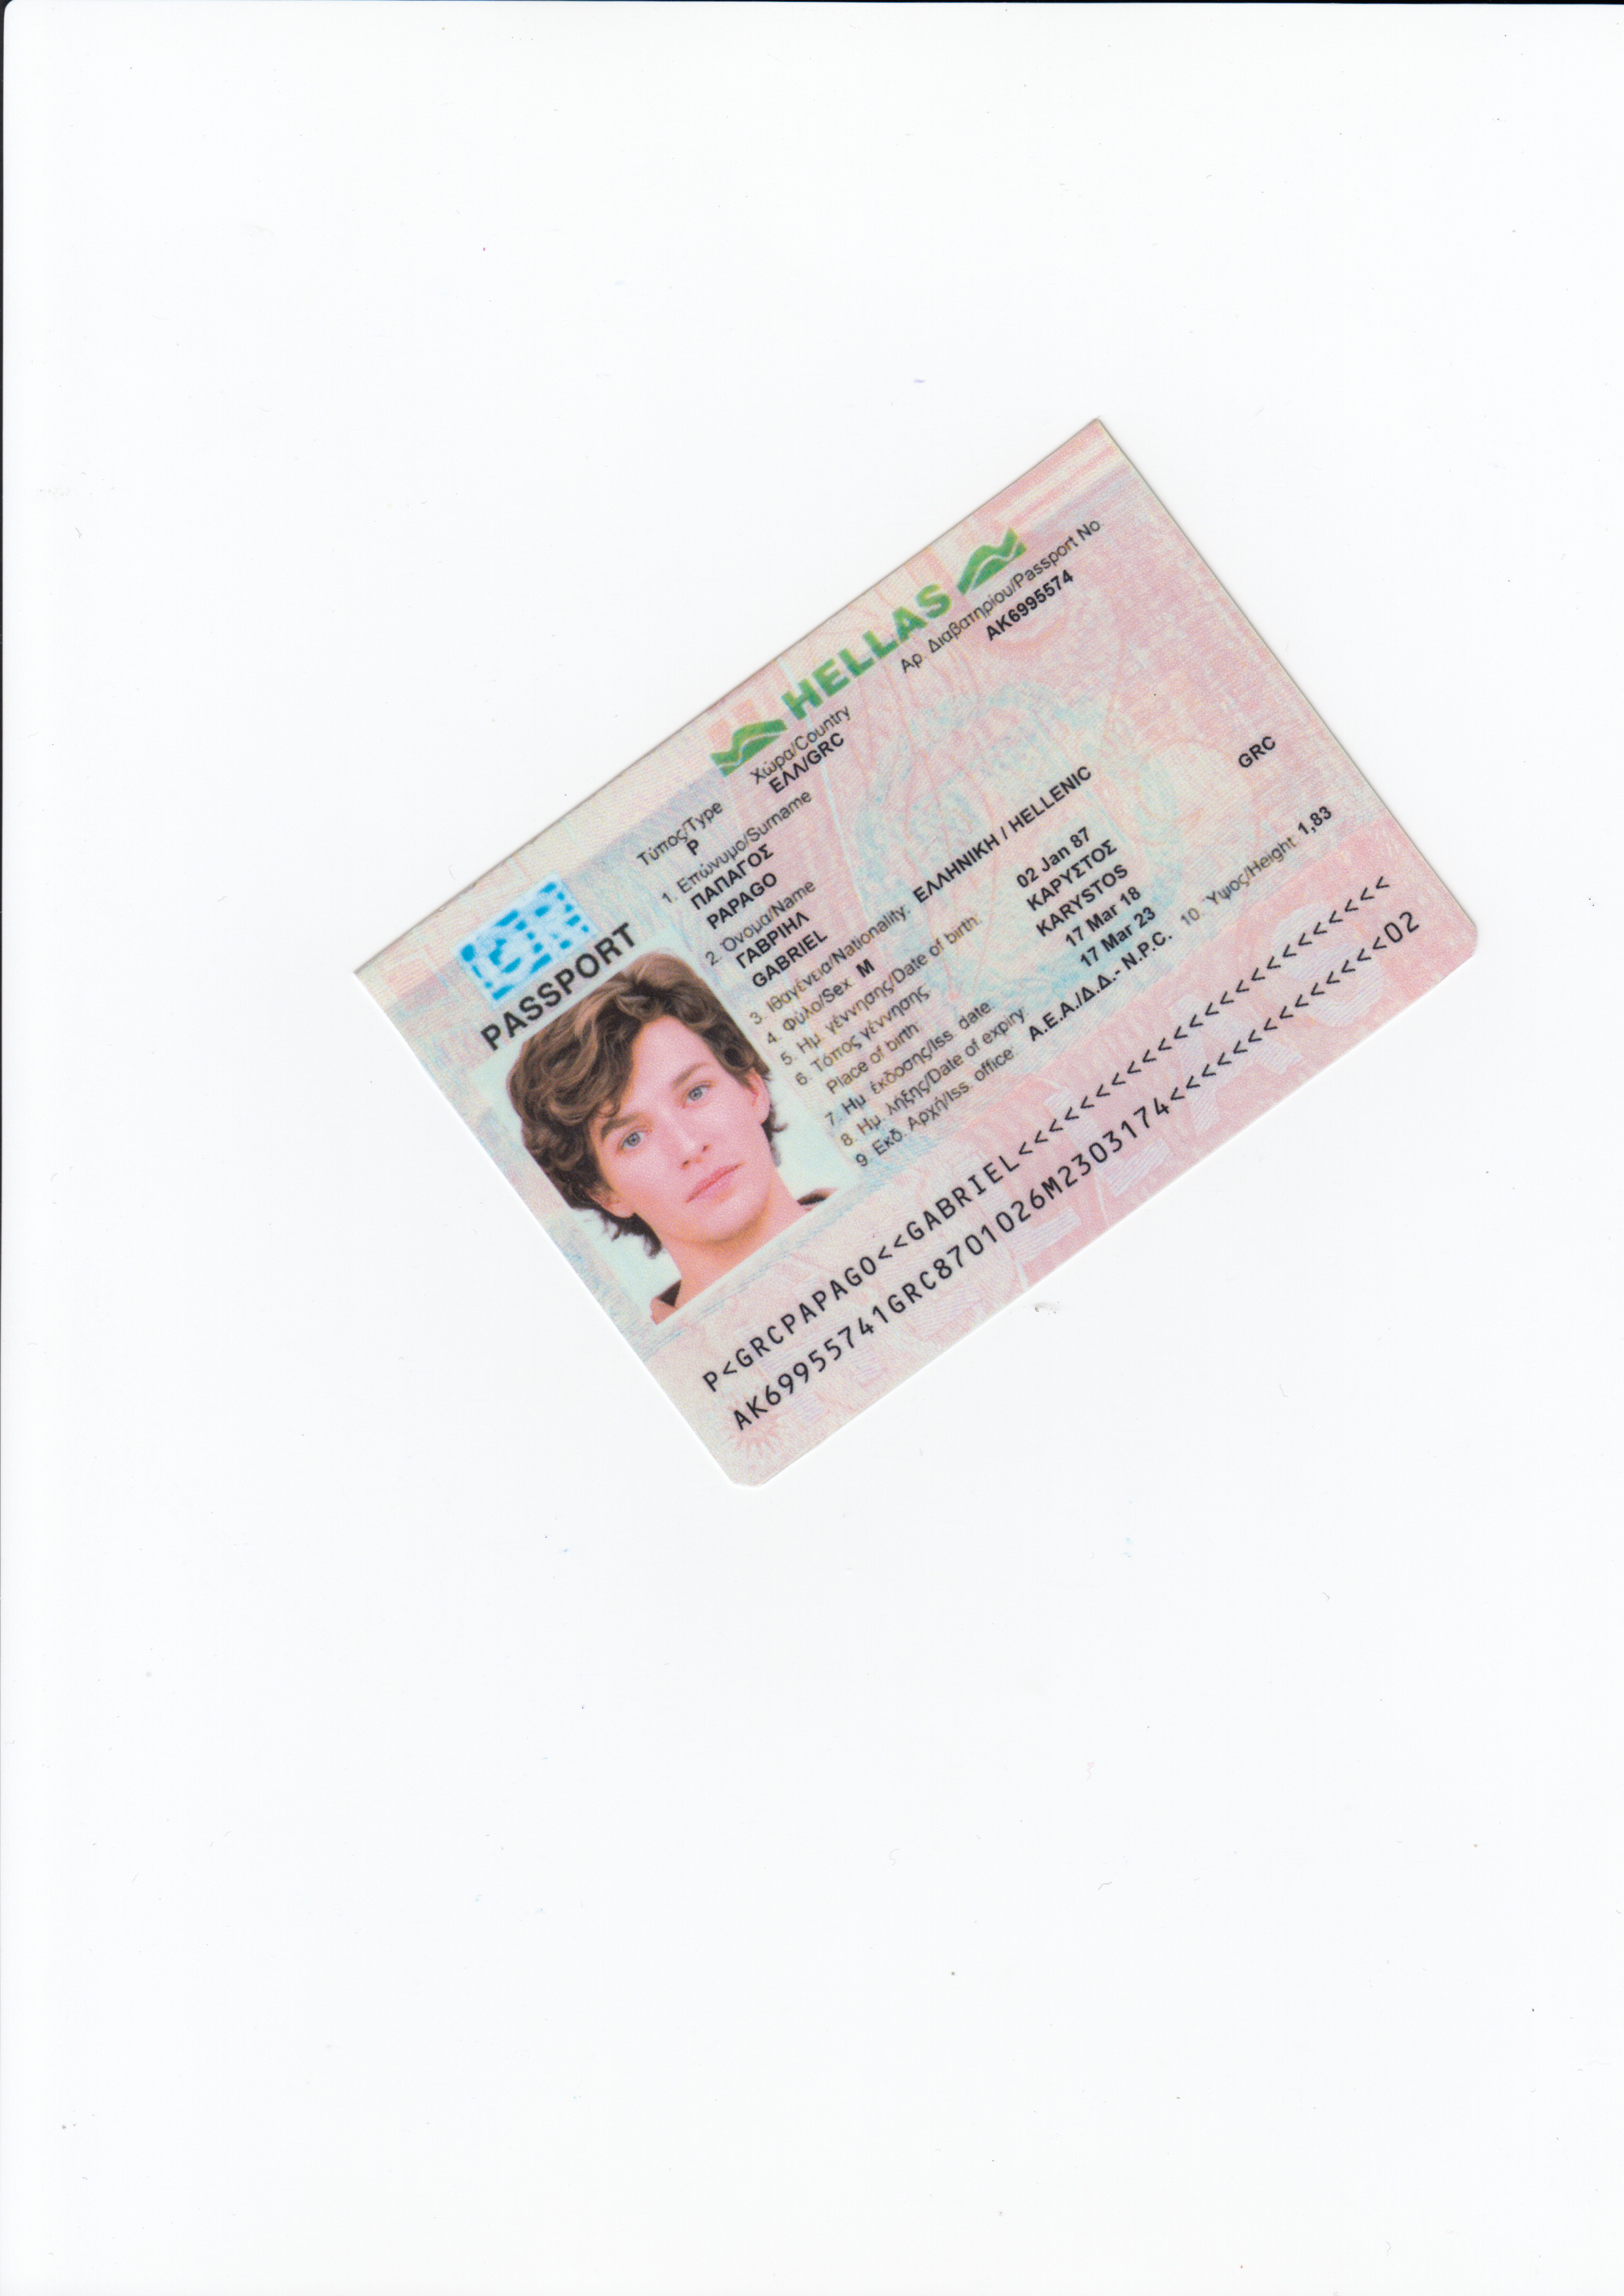 HELLAS
PASSPORT
Τύπος/Type
P
Χώρα/Country
ΕΛΛ/GRC
Αρ. Διαβατηρίου/Passport No.
AK6995574
1. Επώνυμο/Surname
ΠΑΠΑΓΟΣ
PAPAGO
2. Όνομα/Name
ΓΑΒΡΙΗΛ
GABRIEL
3. Ιθαγένεια/Nationality: ΕΛΛΗΝΙΚΗ / HELLENIC GRC
4. Φύλο/Sex: M
5. Ημ. γέννησης/Date of birth: 02 Jan 87
6. Τόπος γέννησης ΚΑΡΥΣΤΟΣ
Place of birth: KARYSTOS
7. Ημ. έκδοσης/Iss. date: 17 Mar 18
8. Ημ. λήξης/Date of expiry: 17 Mar 23
9. Εκδ. Αρχή/Iss. office: Α.Ε.Α./Δ.Δ.- N.P.C. 10. Ύψος/Height: 1,83
P<GRCPAPAGO<<GABRIEL<<<<<<<<<<<<<<<<<<<<<<<<
AK69955741GRC8701026M2303174<<<<<<<<<<<<<<02